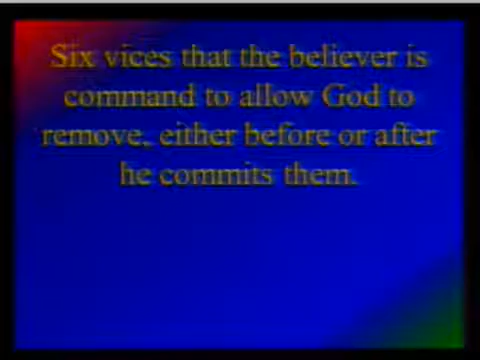 Six vices that the believer is
command to allow God to
remove, either before or after
he commits them.